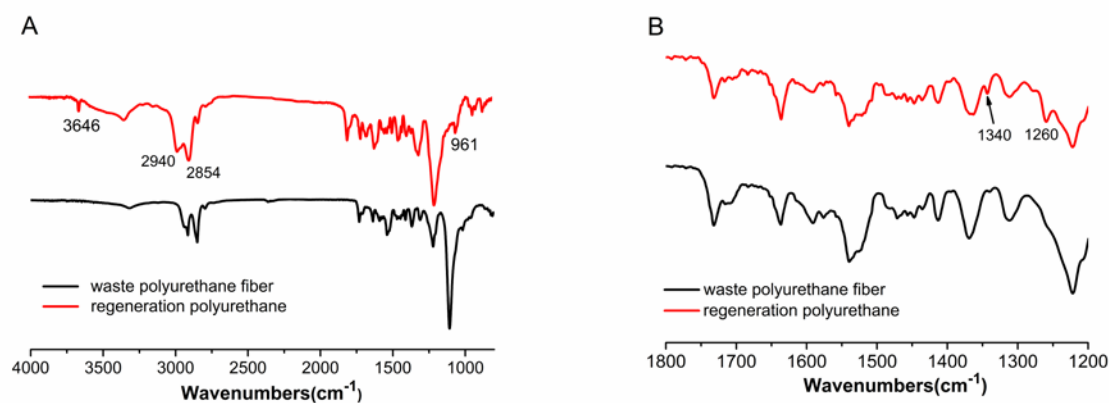 A
3646
2940
2854
961
waste polyurethane fiber
regeneration polyurethane
4000 3500 3000 2500 2000 1500 1000
Wavenumbers(cm⁻¹)
B
1340
1260
waste polyurethane fiber
regeneration polyurethane
1800 1700 1600 1500 1400 1300 1200
Wavenumbers(cm⁻¹)